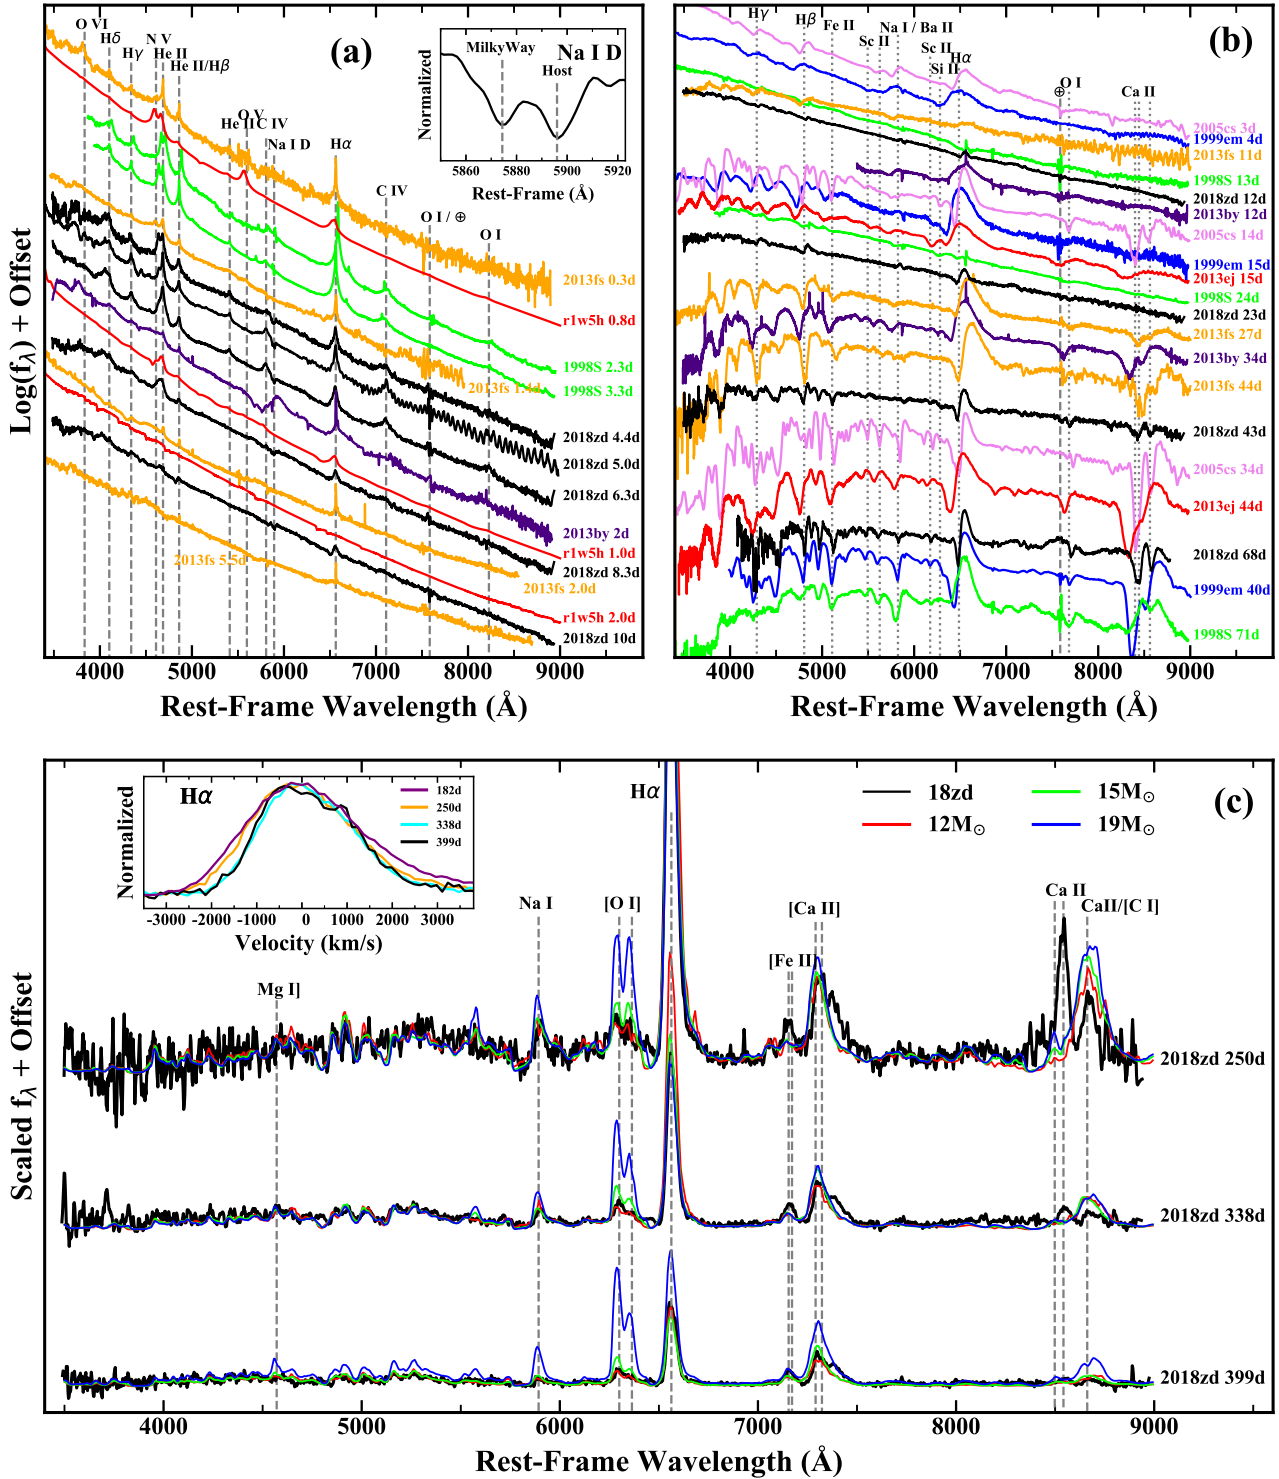 (a)
O VI
Hδ
Hγ
N V
He II
He II/Hβ
O V
He II
C IV
Na I D
Hα
C IV
O I / ⊕
O I
MilkyWay
Na I D
Host
Normalized
5860 5880 5900 5920
Rest-Frame (Å)
2013fs 0.3d
r1w5h 0.8d
1998S 2.3d
2013fs 1.4d
1998S 3.3d
2018zd 4.4d
2018zd 5.0d
2018zd 6.3d
2013by 2d
r1w5h 1.0d
2018zd 8.3d
2013fs 5.5d
2013fs 2.0d
r1w5h 2.0d
2018zd 10d
Log(fλ) + Offset
4000 5000 6000 7000 8000 9000
Rest-Frame Wavelength (Å)
(b)
Hγ
Hβ
Fe II
Na I / Ba II
Sc II
Sc II
Si II
Hα
⊕
O I
Ca II
2005cs 3d
1999em 4d
2013fs 11d
1998S 13d
2018zd 12d
2013by 12d
2005cs 14d
1999em 15d
2013ej 15d
1998S 24d
2018zd 23d
2013fs 27d
2013by 34d
2013fs 44d
2018zd 43d
2005cs 34d
2013ej 44d
2018zd 68d
1999em 40d
1998S 71d
4000 5000 6000 7000 8000 9000
Rest-Frame Wavelength (Å)
(c)
Hα
182d
250d
338d
399d
Normalized
-3000 -1000 0 1000 3000
Velocity (km/s)
Hα
18zd
12M⊙
15M⊙
19M⊙
Mg I]
Na I
[O I]
[Fe II]
[Ca II]
Ca II
CaII/[C I]
2018zd 250d
2018zd 338d
2018zd 399d
Scaled fλ + Offset
4000 5000 6000 7000 8000 9000
Rest-Frame Wavelength (Å)